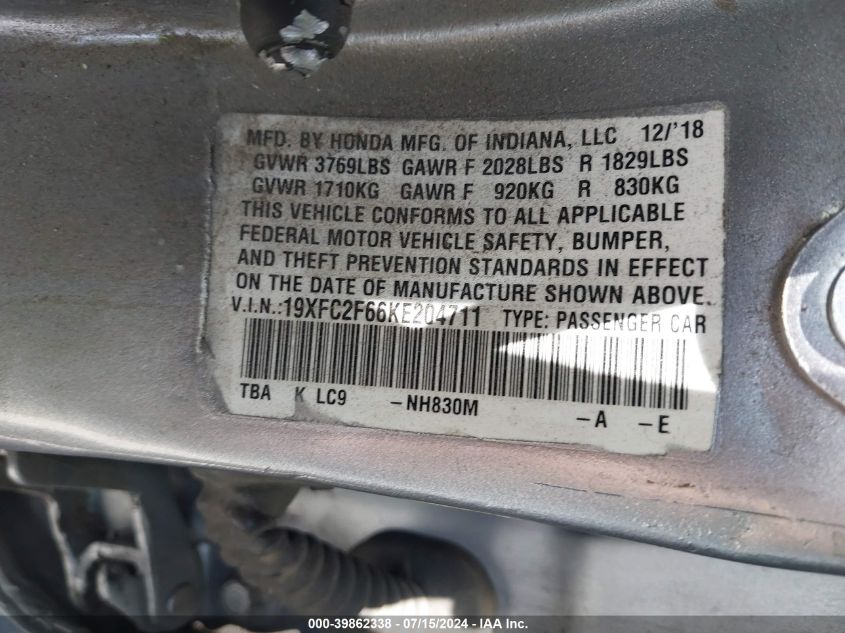 MFD. BY HONDA MFG. OF INDIANA, LLC 12/'18
GVWR 3769LBS GAWR F 2028LBS R 1829LBS
GVWR 1710KG GAWR F 920KG R 830KG
THIS VEHICLE CONFORMS TO ALL APPLICABLE
FEDERAL MOTOR VEHICLE SAFETY, BUMPER,
AND THEFT PREVENTION STANDARDS IN EFFECT
ON THE DATE OF MANUFACTURE SHOWN ABOVE.
V.I.N.:19XFC2F66KE204711 TYPE: PASSENGER CAR
TBA K LC9 -NH830M -A -E
000-39862338 - 07/15/2024 - IAA Inc.